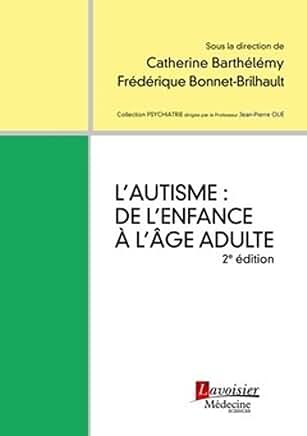 Sous la direction de
Catherine Barthélémy
Frédérique Bonnet-Brilhault
Collection PSYCHIATRIE dirigée par le Professeur Jean-Pierre OLIÉ
L'AUTISME :
DE L'ENFANCE
À L'ÂGE ADULTE
2e édition
Lavoisier
Médecine
SCIENCES